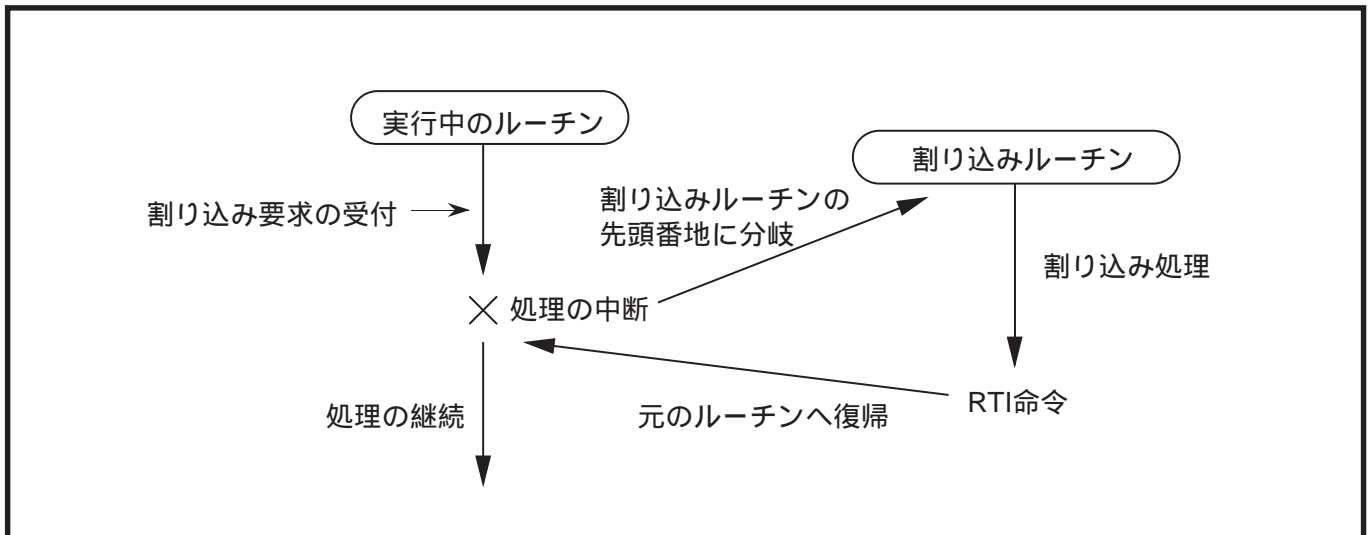 実行中のルーチン
割り込みルーチン
割り込み要求の受付
割り込みルーチンの
先頭番地に分岐
割り込み処理
処理の中断
RTI命令
処理の継続
元のルーチンへ復帰